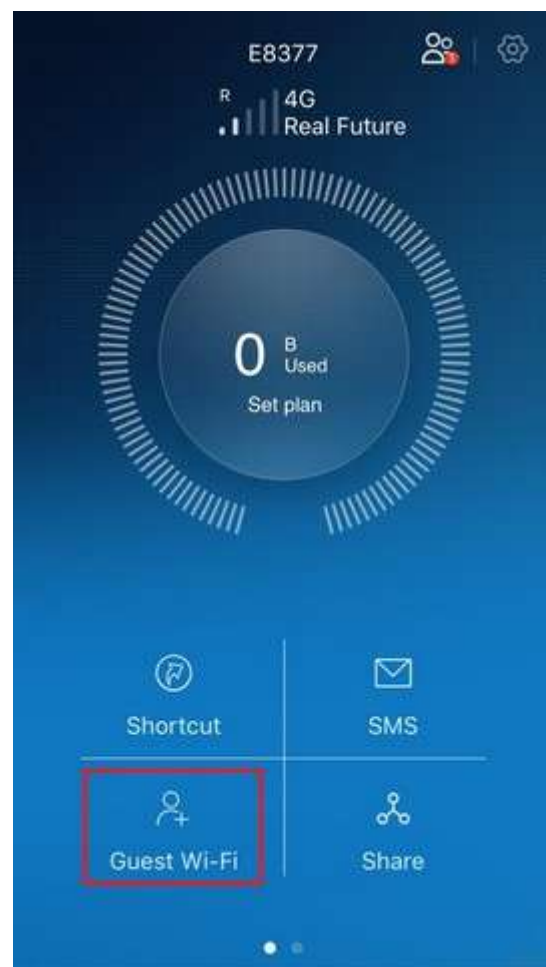 E8377
R
4G
Real Future
0 B
Used
Set plan
Shortcut
SMS
Guest Wi-Fi
Share